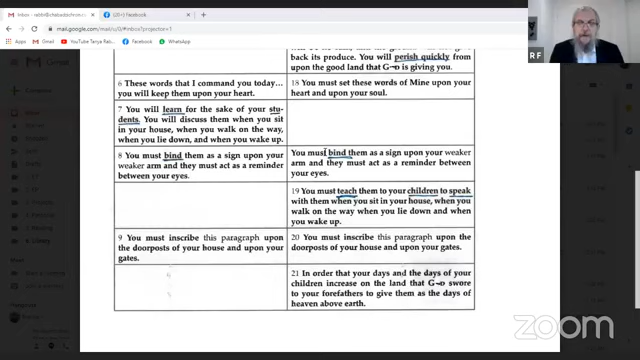 Inbox - rabbi@chabadbichron.com
(20+) Facebook
mail.google.com/mail/u/0/#inbox?projector=1
Gmail
YouTube Tanya Rab...
Facebook
back its produce. You will perish quickly from
upon the good land that G-d is giving you.
6 These words that I command you today...
you will keep them upon your heart.
18 You must set these words of Mine upon your
heart and upon your soul.
7 You will learn for the sake of your stu-
dents. You will discuss them when you sit
in your house, when you walk on the way,
when you lie down, and when you wake up.
8 You must bind them as a sign upon your
weaker arm and they must act as a reminder
between your eyes.
You must bind them as a sign upon your weaker
arm and they must act as a reminder between
your eyes.
19 You must teach them to your children to speak
with them when you sit in your house, when you
walk on the way when you lie down and when
you wake up.
9 You must inscribe this paragraph upon
the doorposts of your house and upon your
gates.
20 You must inscribe this paragraph upon the
doorposts of your house and upon your gates.
21 In order that your days and the days of your
children increase on the land that G-d swore
to your forefathers to give them as the days of
heaven above earth.
RF
zoom